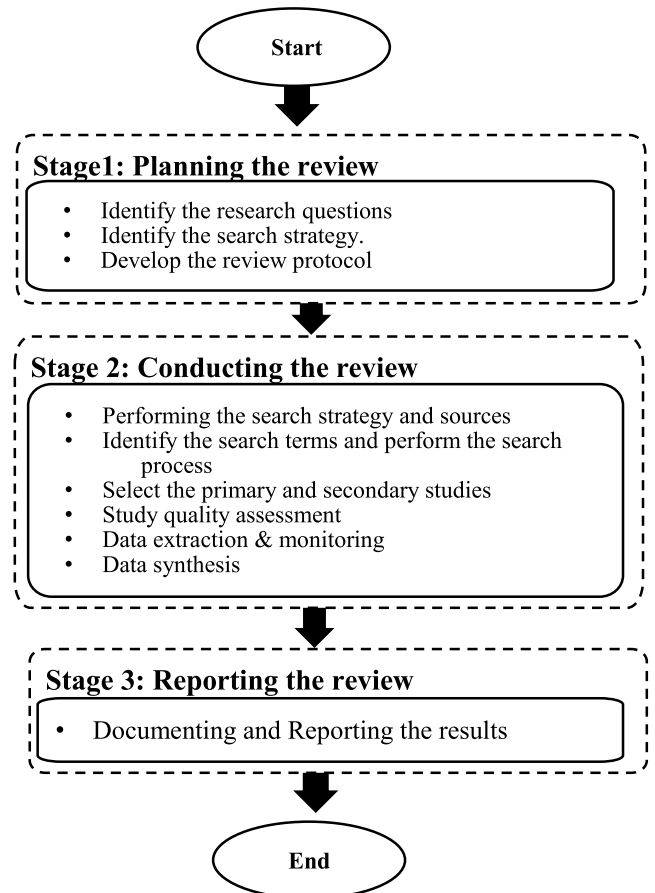 Start
Stage1: Planning the review
• Identify the research questions
• Identify the search strategy.
• Develop the review protocol
Stage 2: Conducting the review
• Performing the search strategy and sources
• Identify the search terms and perform the search
process
• Select the primary and secondary studies
• Study quality assessment
• Data extraction & monitoring
• Data synthesis
Stage 3: Reporting the review
• Documenting and Reporting the results
End